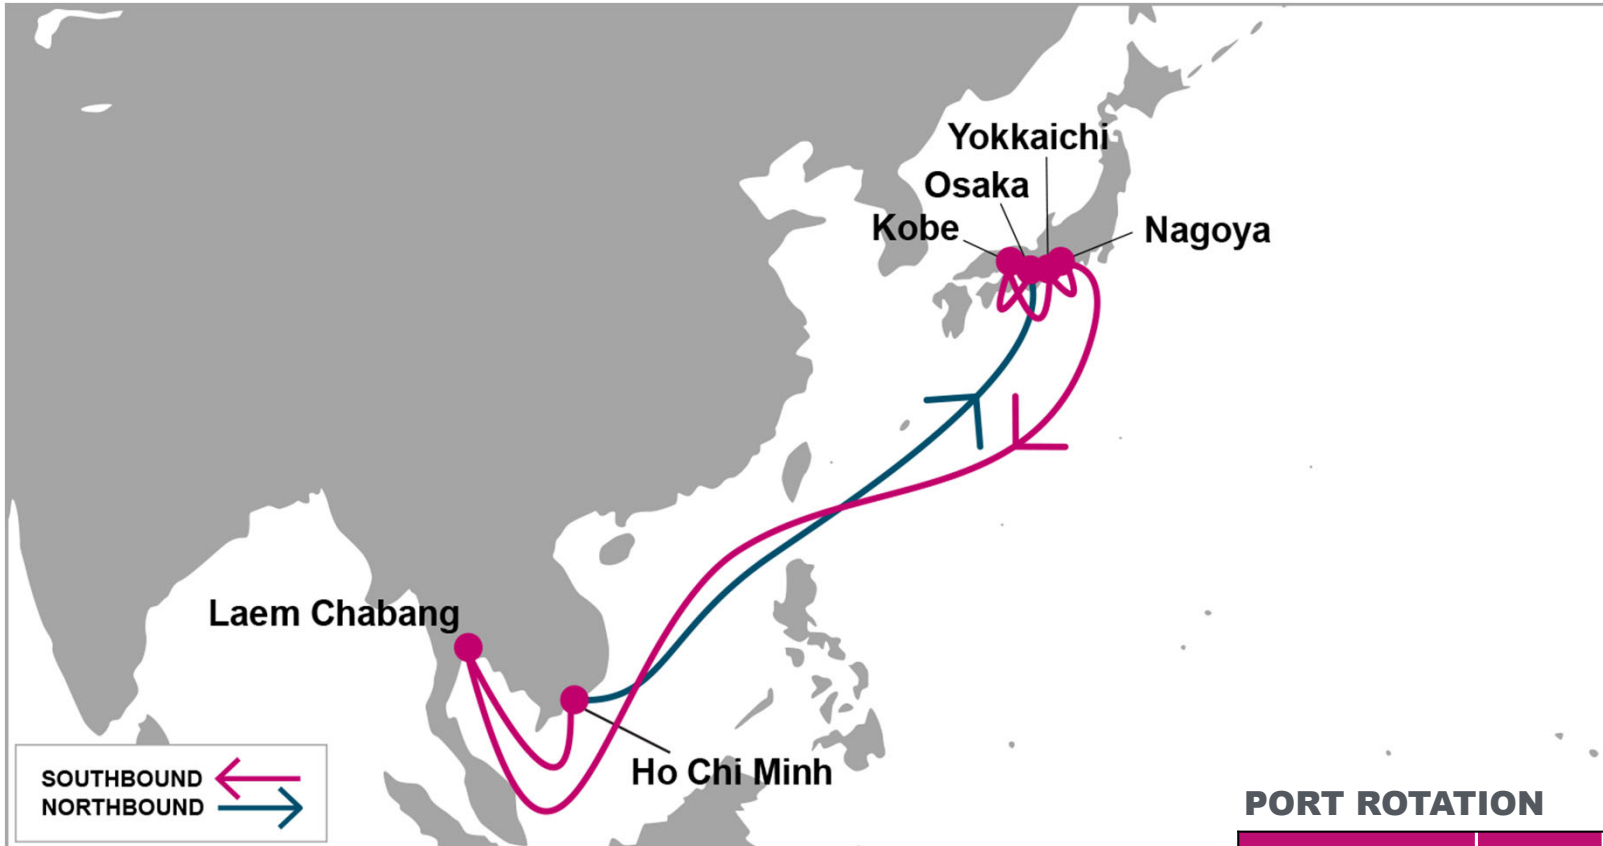 Yokkaichi
Osaka
Kobe
Nagoya
Laem Chabang
Ho Chi Minh
SOUTHBOUND
NORTHBOUND
PORT ROTATION